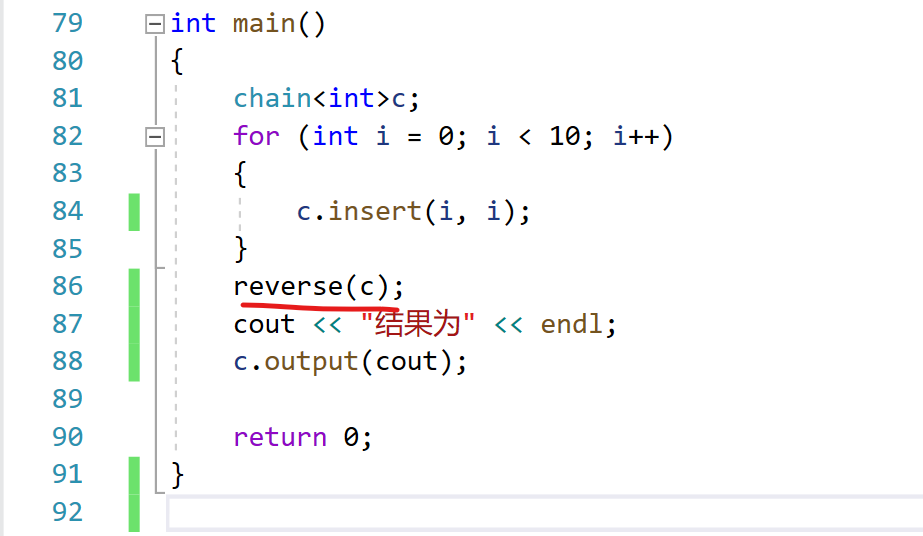 79 int main()
80 {
81 chain<int>c;
82 for (int i = 0; i < 10; i++)
83 {
84 c.insert(i, i);
85 }
86 reverse(c);
87 cout << "结果为" << endl;
88 c.output(cout);
89
90 return 0;
91 }
92